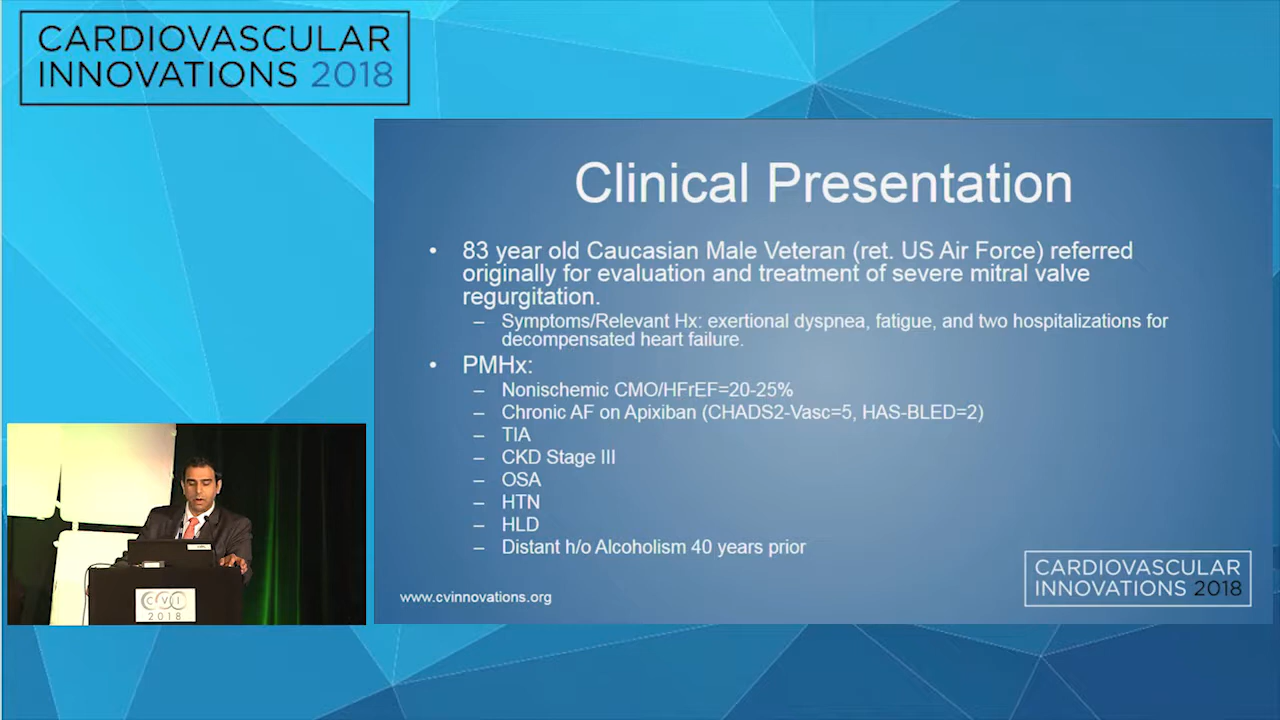 CARDIOVASCULAR
INNOVATIONS 2018
Clinical Presentation
• 83 year old Caucasian Male Veteran (ret. US Air Force) referred
originally for evaluation and treatment of severe mitral valve
regurgitation.
– Symptoms/Relevant Hx: exertional dyspnea, fatigue, and two hospitalizations for
decompensated heart failure.
• PMHx:
– Nonischemic CMO/HFrEF=20-25%
– Chronic AF on Apixiban (CHADS2-Vasc=5, HAS-BLED=2)
– TIA
– CKD Stage III
– OSA
– HTN
– HLD
– Distant h/o Alcoholism 40 years prior
www.cvinnovations.org
CARDIOVASCULAR
INNOVATIONS 2018
CVI
2018